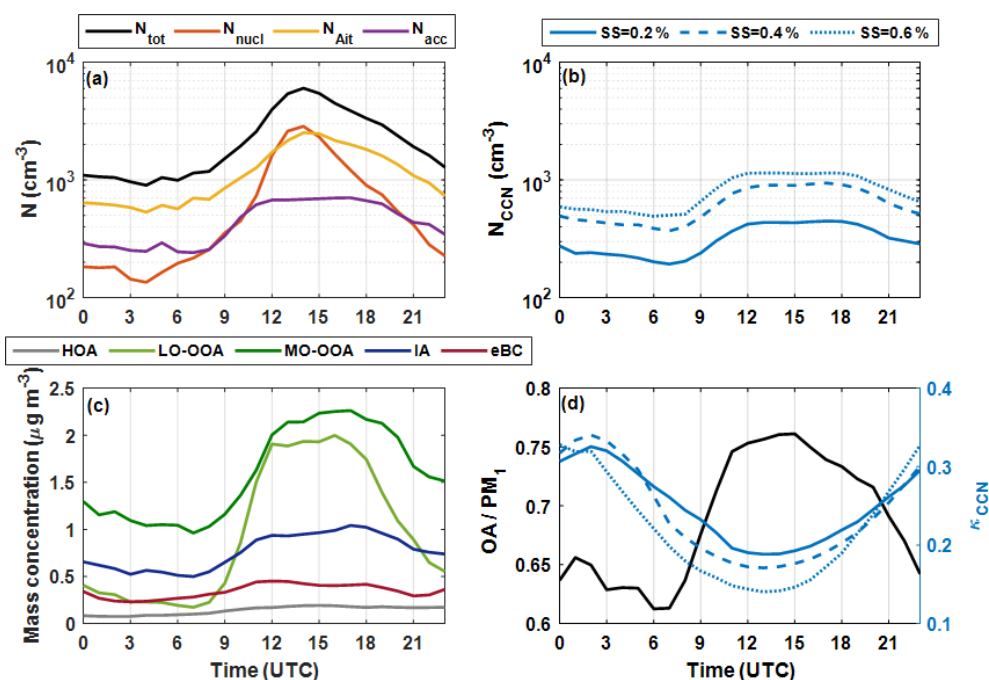 N_tot N_nucl N_Ait N_acc
SS=0.2 % SS=0.4 % SS=0.6 %
(a)
10^4
10^3
10^2
N (cm^-3)
0 3 6 9 12 15 18 21
(b)
10^4
10^3
10^2
N_CCN (cm^-3)
0 3 6 9 12 15 18 21
HOA LO-OOA MO-OOA IA eBC
(c)
2.5
2
1.5
1
0.5
0
Mass concentration (μg m^-3)
0 3 6 9 12 15 18 21
Time (UTC)
(d)
0.8
0.75
0.7
0.65
0.6
OA / PM_1
0.4
0.3
0.2
0.1
κ_CCN
0 3 6 9 12 15 18 21
Time (UTC)